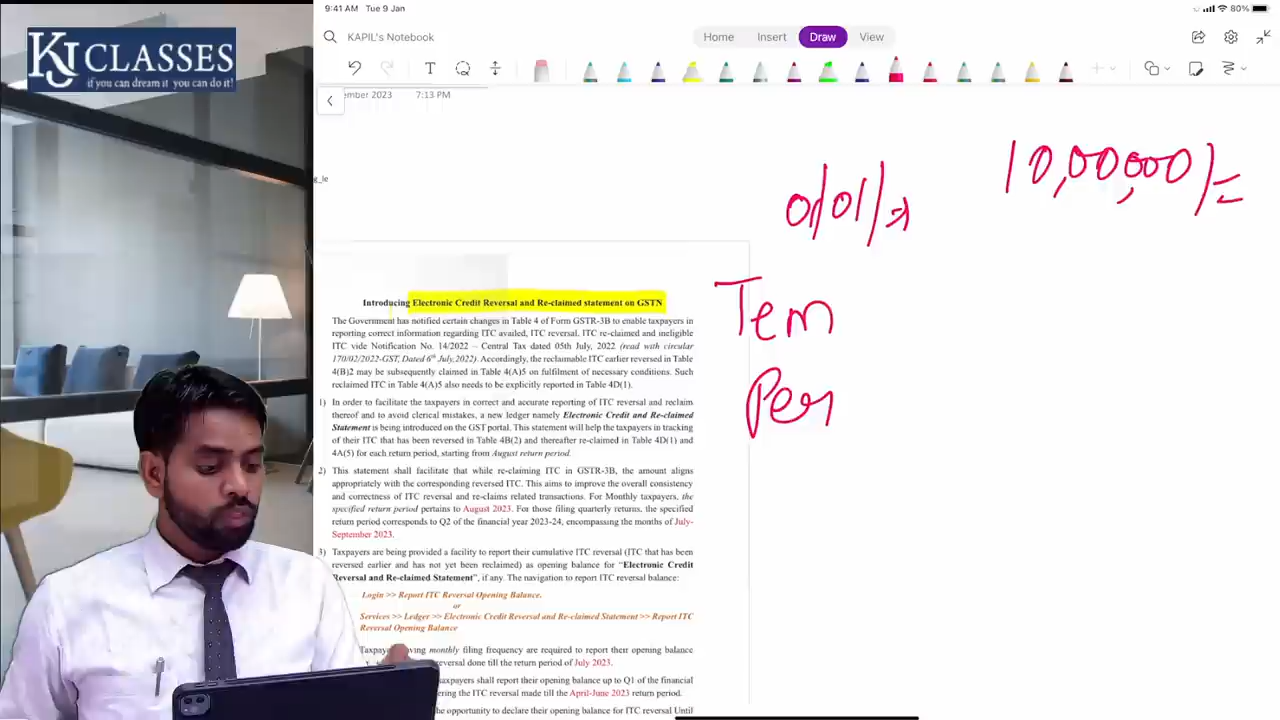 9:41 AM Tue 9 Jan
80%
KJ CLASSES
if you can dream it you can do it!
KAPIL's Notebook
Home Insert Draw View
ember 2023 7:13 PM
g_le
10,00,000/=
01/01/⇒
Tem
Per
Introducing Electronic Credit Reversal and Re-claimed statement on GSTN
The Government has notified certain changes in Table 4 of Form GSTR-3B to enable taxpayers in
reporting correct information regarding ITC availed, ITC reversal, ITC re-claimed and ineligible
ITC vide Notification No. 14/2022 – Central Tax dated 05th July, 2022 (read with circular
170/02/2022-GST, Dated 6th July,2022). Accordingly, the reclaimable ITC earlier reversed in Table
4(B)2 may be subsequently claimed in Table 4(A)5 on fulfilment of necessary conditions. Such
reclaimed ITC in Table 4(A)5 also needs to be explicitly reported in Table 4D(1).
1) In order to facilitate the taxpayers in correct and accurate reporting of ITC reversal and reclaim
thereof and to avoid clerical mistakes, a new ledger namely Electronic Credit and Re-claimed
Statement is being introduced on the GST portal. This statement will help the taxpayers in tracking
of their ITC that has been reversed in Table 4B(2) and thereafter re-claimed in Table 4D(1) and
4A(5) for each return period, starting from August return period.
2) This statement shall facilitate that while re-claiming ITC in GSTR-3B, the amount aligns
appropriately with the corresponding reversed ITC. This aims to improve the overall consistency
and correctness of ITC reversal and re-claims related transactions. For Monthly taxpayers, the
specified return period pertains to August 2023. For those filing quarterly returns, the specified
return period corresponds to Q2 of the financial year 2023-24, encompassing the months of July-
September 2023.
3) Taxpayers are being provided a facility to report their cumulative ITC reversal (ITC that has been
reversed earlier and has not yet been reclaimed) as opening balance for "Electronic Credit
Reversal and Re-claimed Statement", if any. The navigation to report ITC reversal balance:
Login >> Report ITC Reversal Opening Balance.
or
Services >> Ledger >> Electronic Credit Reversal and Re-claimed Statement >> Report ITC
Reversal Opening Balance
Taxpay ving monthly filing frequency are required to report their opening balance
reversal done till the return period of July 2023.
taxpayers shall report their opening balance up to Q1 of the financial
ering the ITC reversal made till the April-June 2023 return period.
he opportunity to declare their opening balance for ITC reversal Until